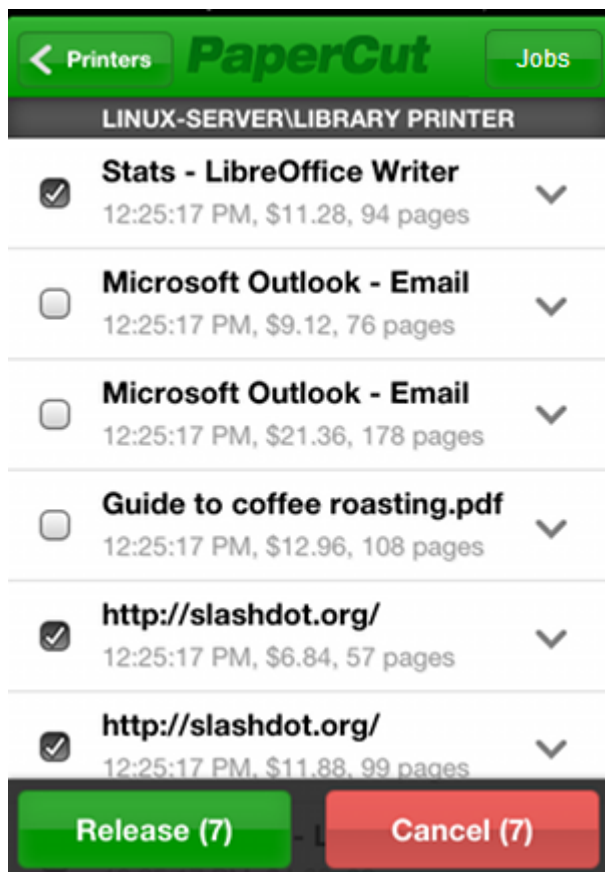 Printers
PaperCut
Jobs
LINUX-SERVER\LIBRARY PRINTER
Stats - LibreOffice Writer
12:25:17 PM, $11.28, 94 pages
Microsoft Outlook - Email
12:25:17 PM, $9.12, 76 pages
Microsoft Outlook - Email
12:25:17 PM, $21.36, 178 pages
Guide to coffee roasting.pdf
12:25:17 PM, $12.96, 108 pages
http://slashdot.org/
12:25:17 PM, $6.84, 57 pages
http://slashdot.org/
12:25:17 PM, $11.88, 99 pages
Release (7)
Cancel (7)